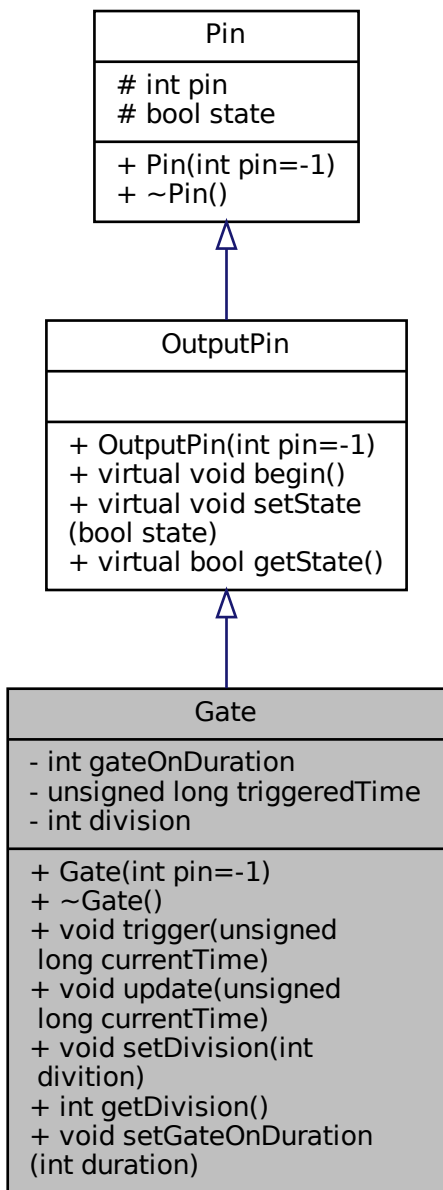 Pin
# int pin
# bool state
+ Pin(int pin=-1)
+ ~Pin()
OutputPin
+ OutputPin(int pin=-1)
+ virtual void begin()
+ virtual void setState
(bool state)
+ virtual bool getState()
Gate
- int gateOnDuration
- unsigned long triggeredTime
- int division
+ Gate(int pin=-1)
+ ~Gate()
+ void trigger(unsigned
long currentTime)
+ void update(unsigned
long currentTime)
+ void setDivision(int
divition)
+ int getDivision()
+ void setGateOnDuration
(int duration)